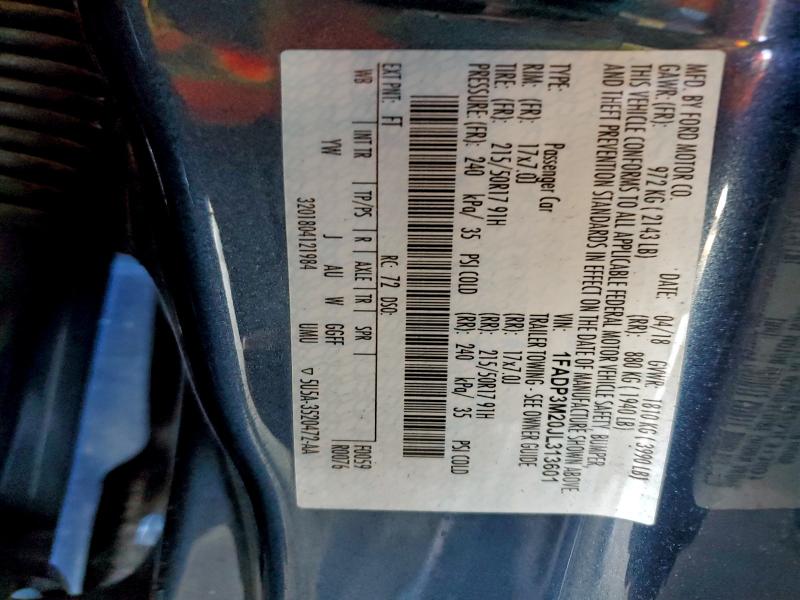 MFD. BY FORD MOTOR CO.
DATE: 04/18 GVWR: 1810 KG (3990 LB)
GAWR: (FR): 972 KG (2143 LB) (RR): 880 KG (1940 LB)
THIS VEHICLE CONFORMS TO ALL APPLICABLE FEDERAL MOTOR VEHICLE SAFETY, BUMPER,
AND THEFT PREVENTION STANDARDS IN EFFECT ON THE DATE OF MANUFACTURE SHOWN ABOVE.
VIN: 1FADP3M20JL313601
TYPE: Passenger Car TRAILER TOWING - SEE OWNER GUIDE
RIM: (FR): 17x7.0J (RR): 17x7.0J
TIRE: (FR): 215/50R17 91H (RR): 215/50R17 91H
PRESSURE: (FR): 240 kPa/ 35 PSI COLD (RR): 240 kPa/ 35 PSI COLD
EXT PNT: FT RC: 72 DSO: F0US9
WB INT TR TP/PS R AXLE TR SPR R0076
YW J AU W GGFF UMU
3201804121984 5U5A-3520472-AA